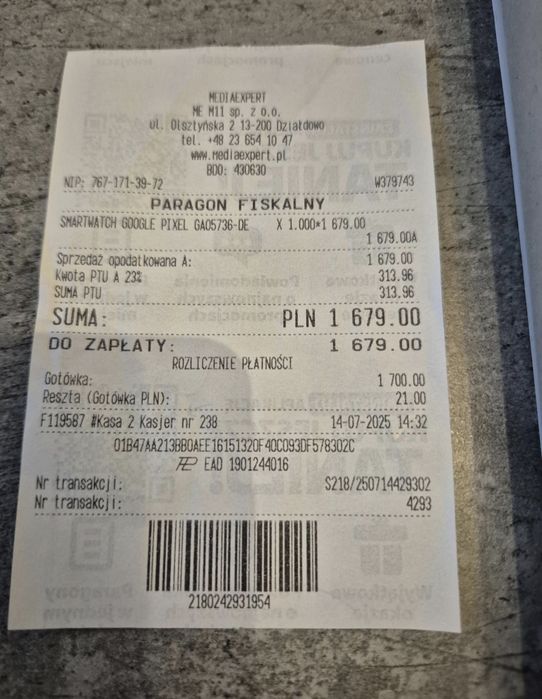 MEDIAEXPERT
ME M11 sp. z o.o.
ul. Olsztyńska 2 13-200 Działdowo
tel. +48 23 654 10 47
www.mediaexpert.pl
BDO: 430630
NIP: 767-171-39-72 W379743
PARAGON FISKALNY
SMARTWATCH GOOGLE PIXEL GA05736-DE X 1.000*1 679.00
1 679.00A
Sprzedaż opodatkowana A: 1 679.00
Kwota PTU A 23% 313.96
SUMA PTU 313.96
SUMA: PLN 1 679.00
DO ZAPŁATY: 1 679.00
ROZLICZENIE PŁATNOŚCI
Gotówka: 1 700.00
Reszta (Gotówka PLN): 21.00
F119587 #Kasa 2 Kasjer nr 238 14-07-2025 14:32
01B47AA213BB0AEE16151320F40C093DF578302C
EAD 1901244016
Nr transakcji: S218/250714429302
Nr transakcji: 4293
2180242931954